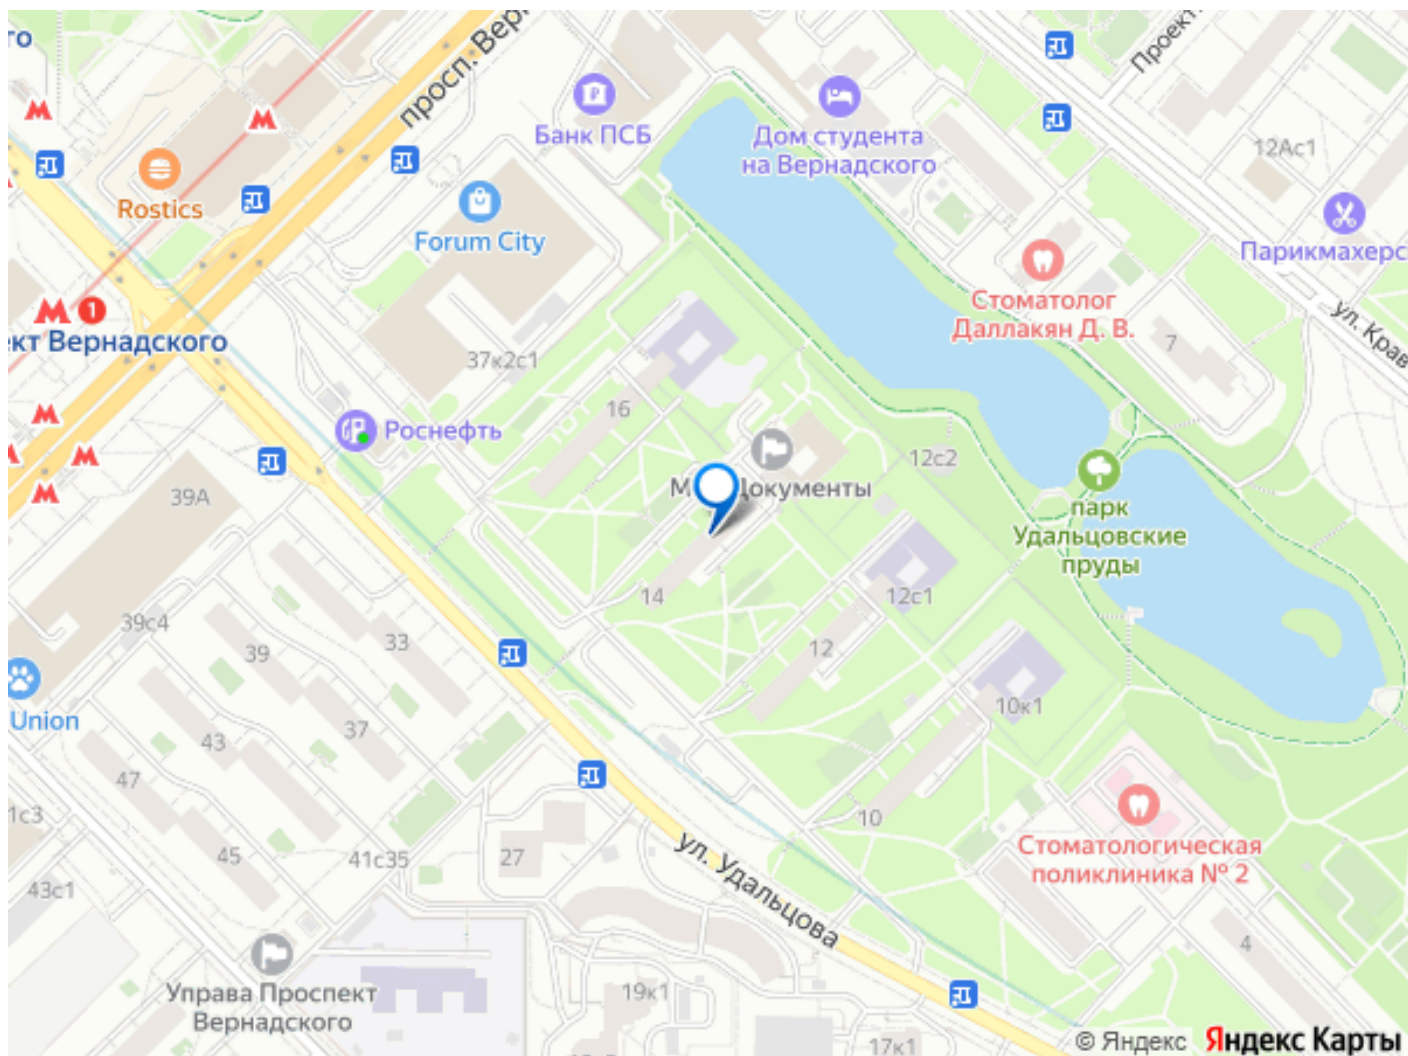 го
просп. Вер
Проект.
Банк ПСБ
Дом студента
на Вернадского
12Ас1
Rostics
Forum City
Парикмахерс
Стоматолог
Даллакян Д. В.
ул. Крав
1
кт Вернадского
37к2с1
7
16
Роснефть
12с2
Документы
39А
парк
Удальцовские
пруды
14
12с1
39с4
39
33
12
10к1
Union
43
37
47
1с3
10
Стоматологическая
поликлиника № 2
45
41с35
27
ул. Удальцова
43с1
4
Управа Проспект
Вернадского
19к1
17к1
© Яндекс Яндекс Карты